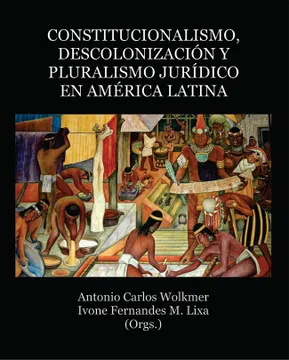 CONSTITUCIONALISMO,
DESCOLONIZACIÓN Y
PLURALISMO JURÍDICO
EN AMÉRICA LATINA
Antonio Carlos Wolkmer
Ivone Fernandes M. Lixa
(Orgs.)